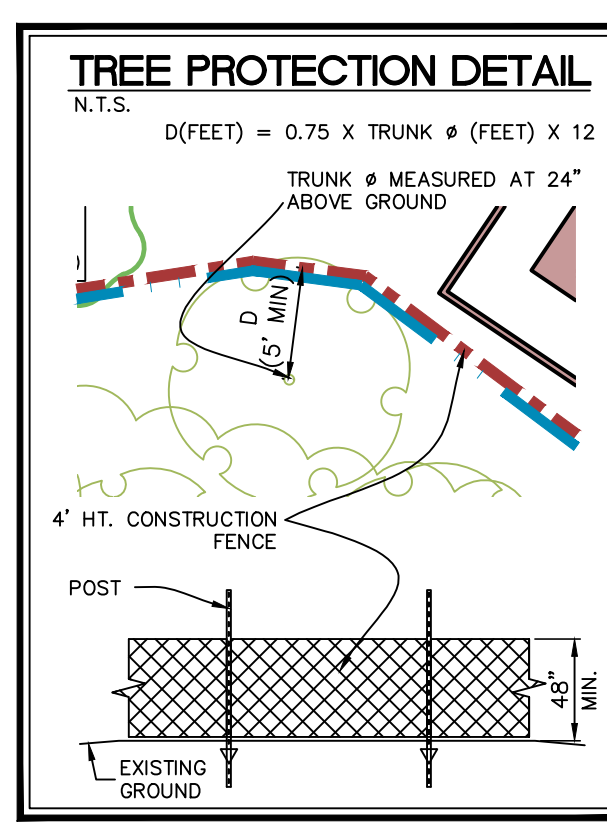 TREE PROTECTION DETAIL
N.T.S.
D(FEET) = 0.75 X TRUNK ø (FEET) X 12
TRUNK ø MEASURED AT 24"
ABOVE GROUND
D
(5' MIN)
4' HT. CONSTRUCTION
FENCE
POST
48"
MIN.
EXISTING
GROUND